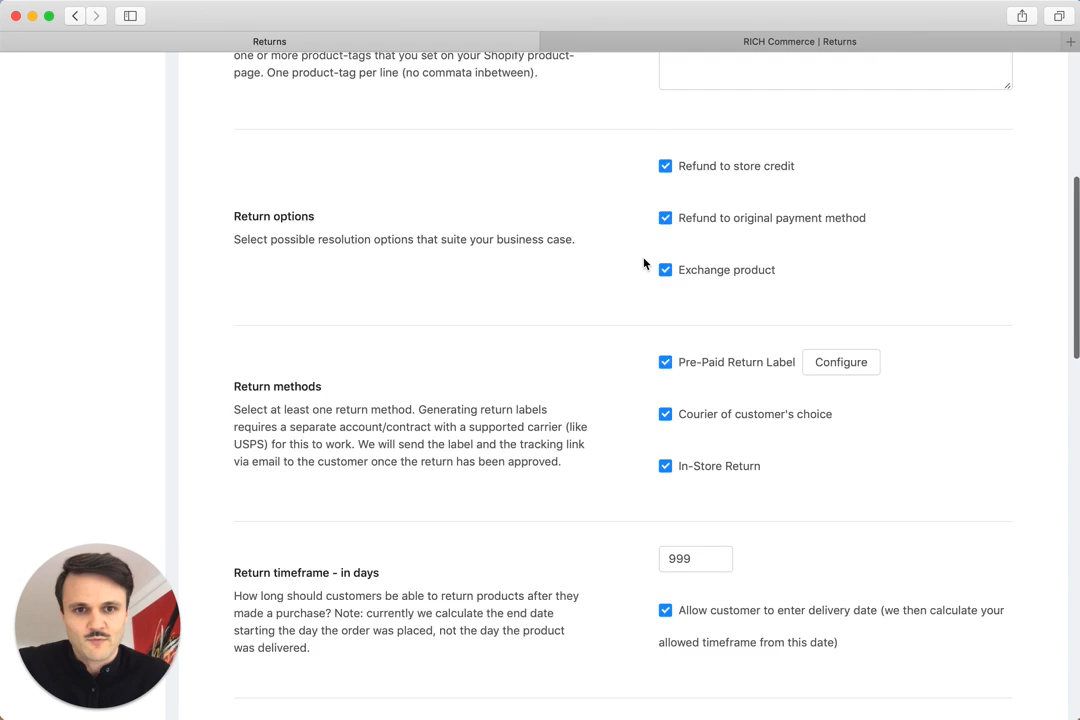 Returns
RICH Commerce | Returns
one or more product-tags that you set on your Shopify product-
page. One product-tag per line (no commata inbetween).
Return options
Select possible resolution options that suite your business case.
Refund to store credit
Refund to original payment method
Exchange product
Return methods
Select at least one return method. Generating return labels
requires a separate account/contract with a supported carrier (like
USPS) for this to work. We will send the label and the tracking link
via email to the customer once the return has been approved.
Pre-Paid Return Label
Configure
Courier of customer's choice
In-Store Return
Return timeframe - in days
How long should customers be able to return products after they
made a purchase? Note: currently we calculate the end date
starting the day the order was placed, not the day the product
was delivered.
999
Allow customer to enter delivery date (we then calculate your
allowed timeframe from this date)